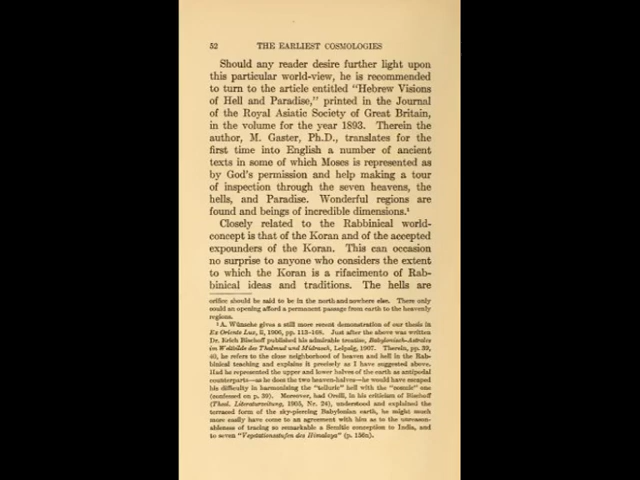 52 THE EARLIEST COSMOLOGIES
Should any reader desire further light upon
this particular world-view, he is recommended
to turn to the article entitled "Hebrew Visions
of Hell and Paradise," printed in the Journal
of the Royal Asiatic Society of Great Britain,
in the volume for the year 1893. Therein the
author, M. Gaster, Ph.D., translates for the
first time into English a number of ancient
texts in some of which Moses is represented as
by God's permission and help making a tour
of inspection through the seven heavens, the
hells, and Paradise. Wonderful regions are
found and beings of incredible dimensions.¹
Closely related to the Rabbinical world-
concept is that of the Koran and of the accepted
expounders of the Koran. This can occasion
no surprise to anyone who considers the extent
to which the Koran is a rifacimento of Rab-
binical ideas and traditions. The hells are
orifice should be said to be in the north and nowhere else. There only
could an opening afford a permanent passage from earth to the heavenly
regions.
¹ A. Wünsche gives a still more recent demonstration of our thesis in
Ex Oriente Lux, ii, 1906, pp. 113-168. Just after the above was written
Dr. Erich Bischoff published his admirable treatise, Babylonisch-Astrales
im Weltbilde des Thalmud und Midrasch, Leipzig, 1907. Therein, pp. 39,
40, he refers to the close neighborhood of heaven and hell in the Rab-
binical teaching and explains it precisely as I have suggested above.
Had he represented the upper and lower halves of the earth as antipodal
counterparts—as he does the two heaven-halves—he would have escaped
his difficulty in harmonizing the "telluric" hell with the "cosmic" one
(confessed on p. 30). Moreover, had Orelli, in his criticism of Bischoff
(Theol. Literaturzeitung, 1905, Nr. 24), understood and explained the
terraced form of the sky-piercing Babylonian earth, he might much
more easily have come to an agreement with him as to the unreason-
ableness of tracing so remarkable a Semitic conception to India, and
to seven "Vegetationsstufen des Himalaya" (p. 156n).